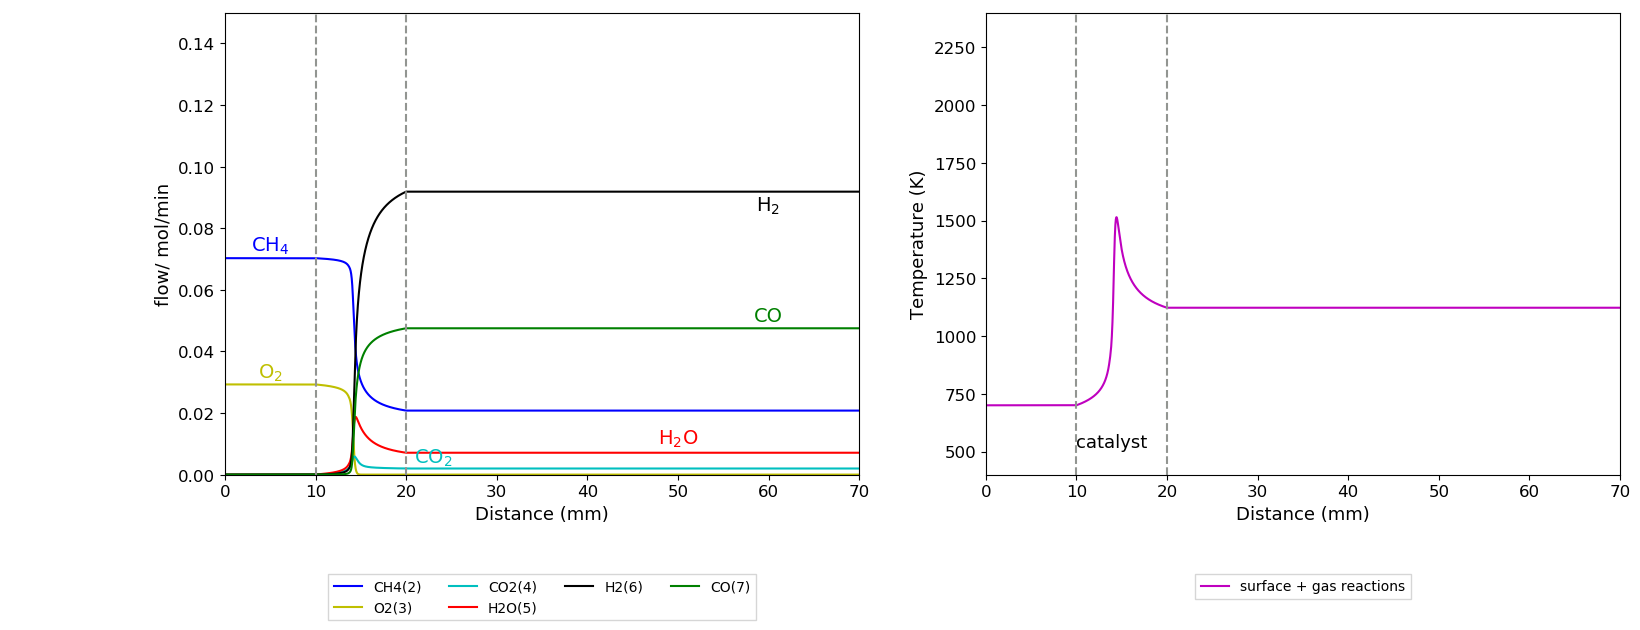 0.14
0.12
0.10
0.08
0.06
0.04
0.02
0.00
flow/ mol/min
CH4
O2
H2
CO
H2O
CO2
0 10 20 30 40 50 60 70
Distance (mm)
CH4(2) CO2(4) H2(6) CO(7)
O2(3) H2O(5)
2250
2000
1750
1500
1250
1000
750
500
Temperature (K)
catalyst
0 10 20 30 40 50 60 70
Distance (mm)
surface + gas reactions